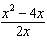 x² − 4x
2x